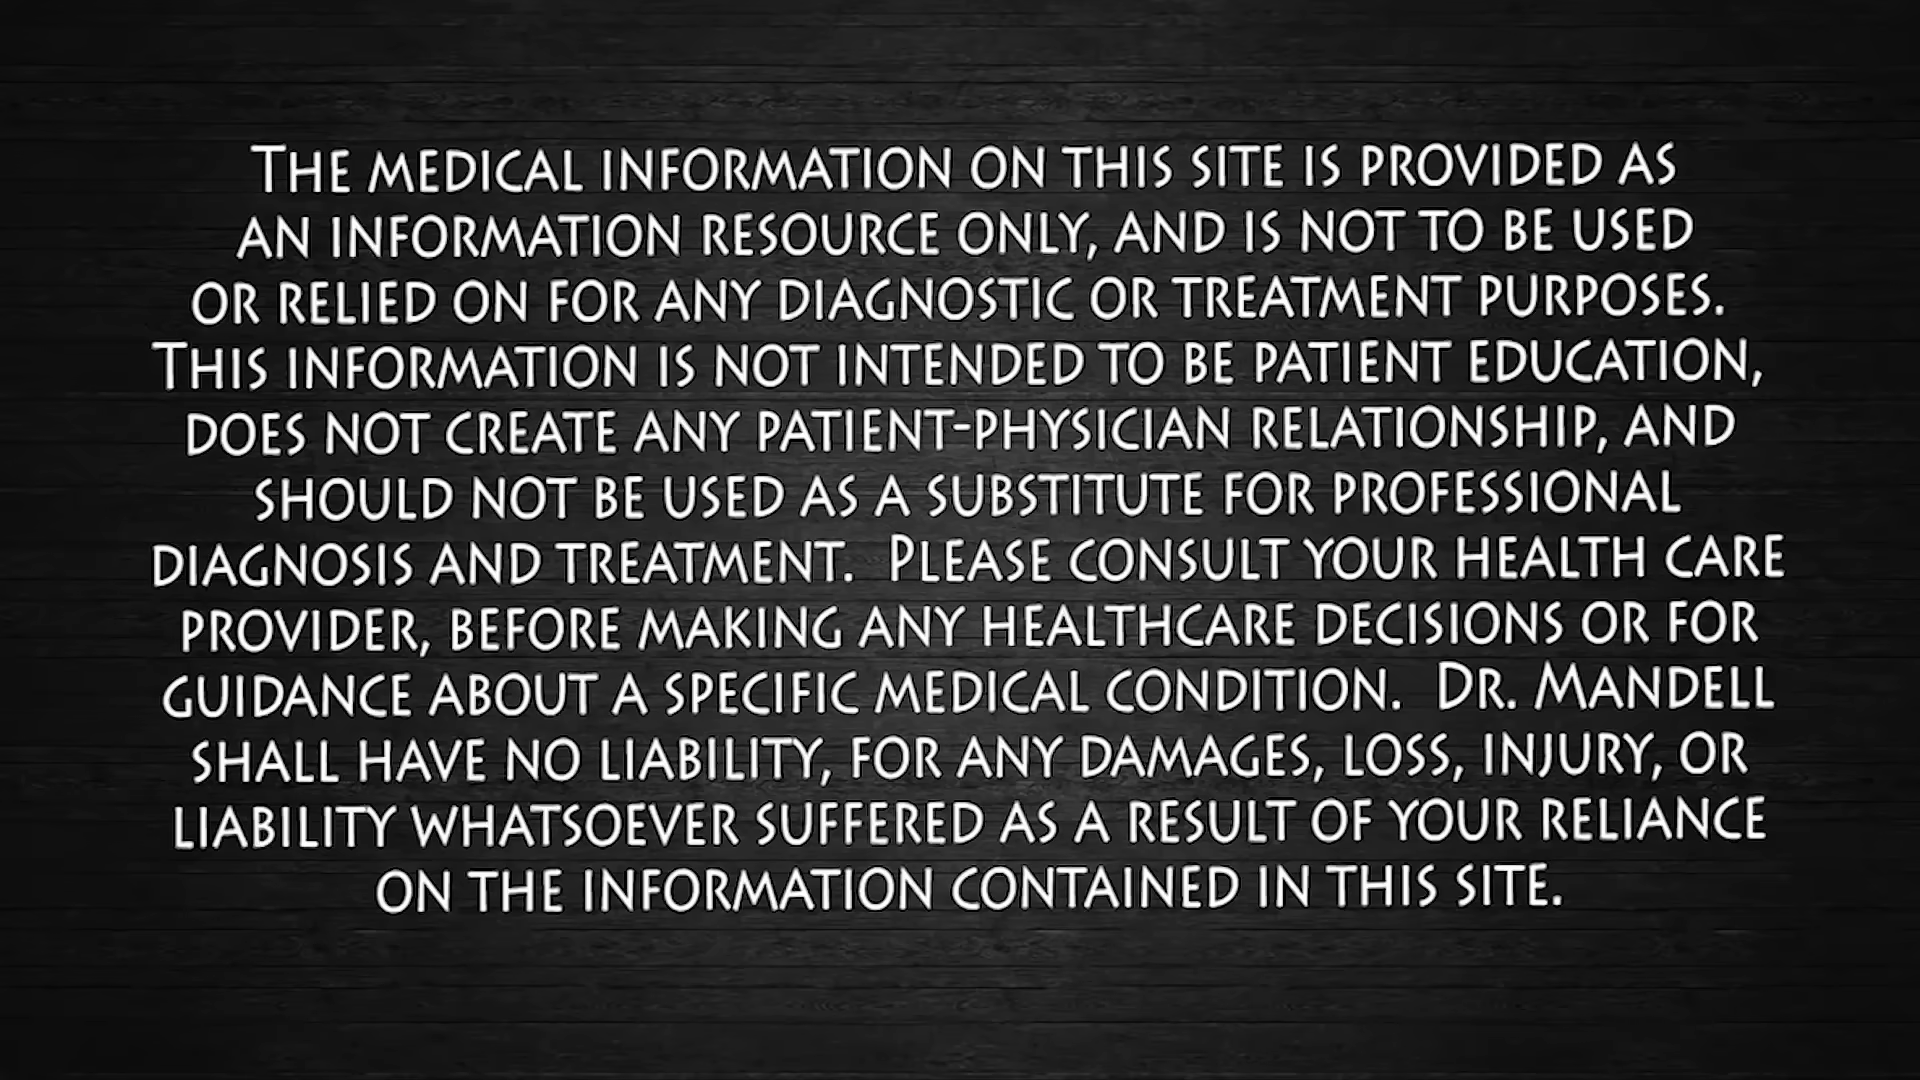 The medical information on this site is provided as
an information resource only, and is not to be used
or relied on for any diagnostic or treatment purposes.
This information is not intended to be patient education,
does not create any patient-physician relationship, and
should not be used as a substitute for professional
diagnosis and treatment.  Please consult your health care
provider, before making any healthcare decisions or for
guidance about a specific medical condition.  Dr. Mandell
shall have no liability, for any damages, loss, injury, or
liability whatsoever suffered as a result of your reliance
on the information contained in this site.